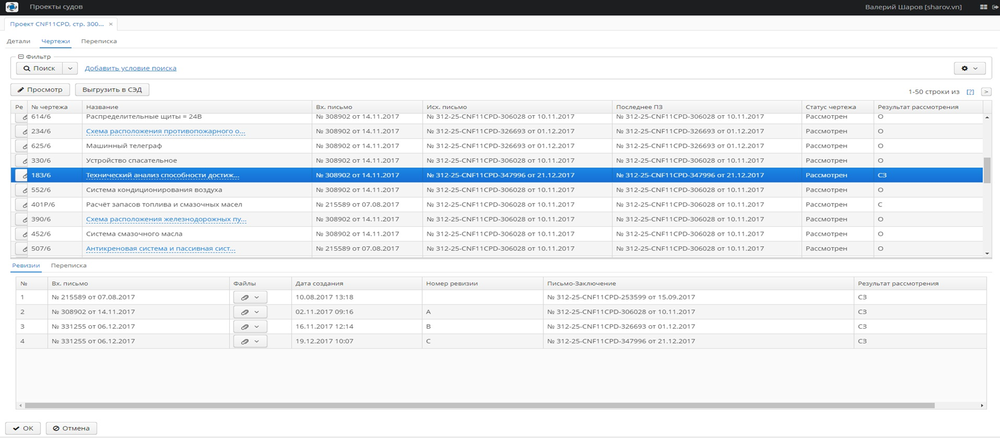 Проекты судов Валерий Шаров [sharov.vn]
Проект CNF11CPD, стр. 300... ×
Детали Чертежи Переписка
Фильтр
Поиск Добавить условие поиска
Просмотр Выгрузить в СЭД 1-50 строки из [?] >
Ре № чертежа Название Вх. письмо Исх. письмо Последнее ПЗ Статус чертежа Результат рассмотрения
614/6 Распределительные щиты = 24В № 308902 от 14.11.2017 № 312-25-CNF11CPD-306028 от 10.11.2017 № 312-25-CNF11CPD-306028 от 10.11.2017 Рассмотрен О
234/6 Схема расположения противопожарного о... № 308902 от 14.11.2017 № 312-25-CNF11CPD-326693 от 01.12.2017 № 312-25-CNF11CPD-326693 от 01.12.2017 Рассмотрен О
625/6 Машинный телеграф № 308902 от 14.11.2017 № 312-25-CNF11CPD-326693 от 01.12.2017 № 312-25-CNF11CPD-326693 от 01.12.2017 Рассмотрен О
330/6 Устройство спасательное № 308902 от 14.11.2017 № 312-25-CNF11CPD-306028 от 10.11.2017 № 312-25-CNF11CPD-306028 от 10.11.2017 Рассмотрен О
183/6 Технический анализ способности достиж... № 308902 от 14.11.2017 № 312-25-CNF11CPD-347996 от 21.12.2017 № 312-25-CNF11CPD-347996 от 21.12.2017 Рассмотрен СЗ
552/6 Система кондиционирования воздуха № 308902 от 14.11.2017 № 312-25-CNF11CPD-306028 от 10.11.2017 № 312-25-CNF11CPD-306028 от 10.11.2017 Рассмотрен О
401Р/6 Расчёт запасов топлива и смазочных масел № 215589 от 07.08.2017 № 312-25-CNF11CPD-306028 от 10.11.2017 № 312-25-CNF11CPD-306028 от 10.11.2017 Рассмотрен С
390/6 Схема расположения железнодорожных пу... № 308902 от 14.11.2017 № 312-25-CNF11CPD-306028 от 10.11.2017 № 312-25-CNF11CPD-306028 от 10.11.2017 Рассмотрен О
452/6 Система смазочного масла № 308902 от 14.11.2017 № 312-25-CNF11CPD-306028 от 10.11.2017 № 312-25-CNF11CPD-306028 от 10.11.2017 Рассмотрен О
507/6 Антикреновая система и пассивная сист... № 215589 от 07.08.2017 № 312-25-CNF11CPD-306028 от 10.11.2017 № 312-25-CNF11CPD-306028 от 10.11.2017 Рассмотрен О
Ревизии Переписка
№ Вх. письмо Файлы Дата создания Номер ревизии Письмо-Заключение Результат рассмотрения
1 № 215589 от 07.08.2017 10.08.2017 13:18 № 312-25-CNF11CPD-253599 от 15.09.2017 СЗ
2 № 308902 от 14.11.2017 02.11.2017 09:16 A № 312-25-CNF11CPD-306028 от 10.11.2017 СЗ
3 № 331255 от 06.12.2017 16.11.2017 12:14 B № 312-25-CNF11CPD-326693 от 01.12.2017 СЗ
4 № 331255 от 06.12.2017 19.12.2017 10:07 C № 312-25-CNF11CPD-347996 от 21.12.2017 СЗ
OK Отмена